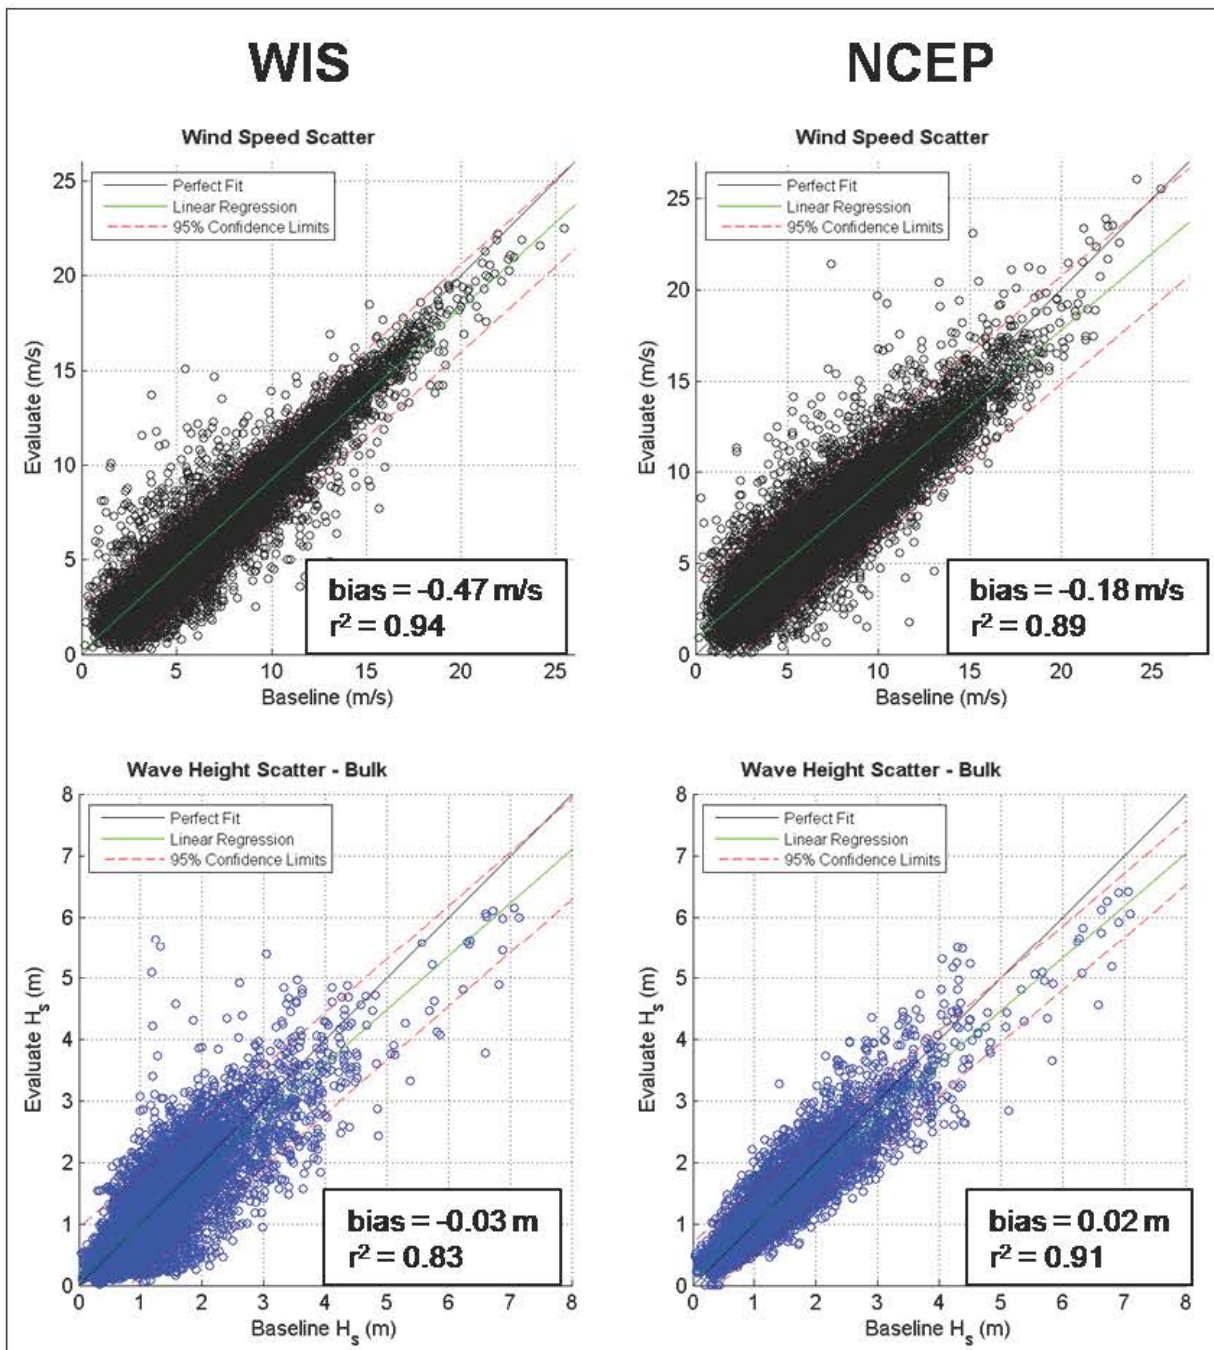 WIS
NCEP
Wind Speed Scatter
Perfect Fit
Linear Regression
95% Confidence Limits
Evaluate (m/s)
25
20
15
10
5
0
0 5 10 15 20 25
Baseline (m/s)
bias = -0.47 m/s
r² = 0.94
Wind Speed Scatter
Perfect Fit
Linear Regression
95% Confidence Limits
Evaluate (m/s)
25
20
15
10
5
0
0 5 10 15 20 25
Baseline (m/s)
bias = -0.18 m/s
r² = 0.89
Wave Height Scatter - Bulk
Perfect Fit
Linear Regression
95% Confidence Limits
Evaluate Hs (m)
8
7
6
5
4
3
2
1
0
0 1 2 3 4 5 6 7 8
Baseline Hs (m)
bias = -0.03 m
r² = 0.83
Wave Height Scatter - Bulk
Perfect Fit
Linear Regression
95% Confidence Limits
Evaluate Hs (m)
8
7
6
5
4
3
2
1
0
0 1 2 3 4 5 6 7 8
Baseline Hs (m)
bias = 0.02 m
r² = 0.91